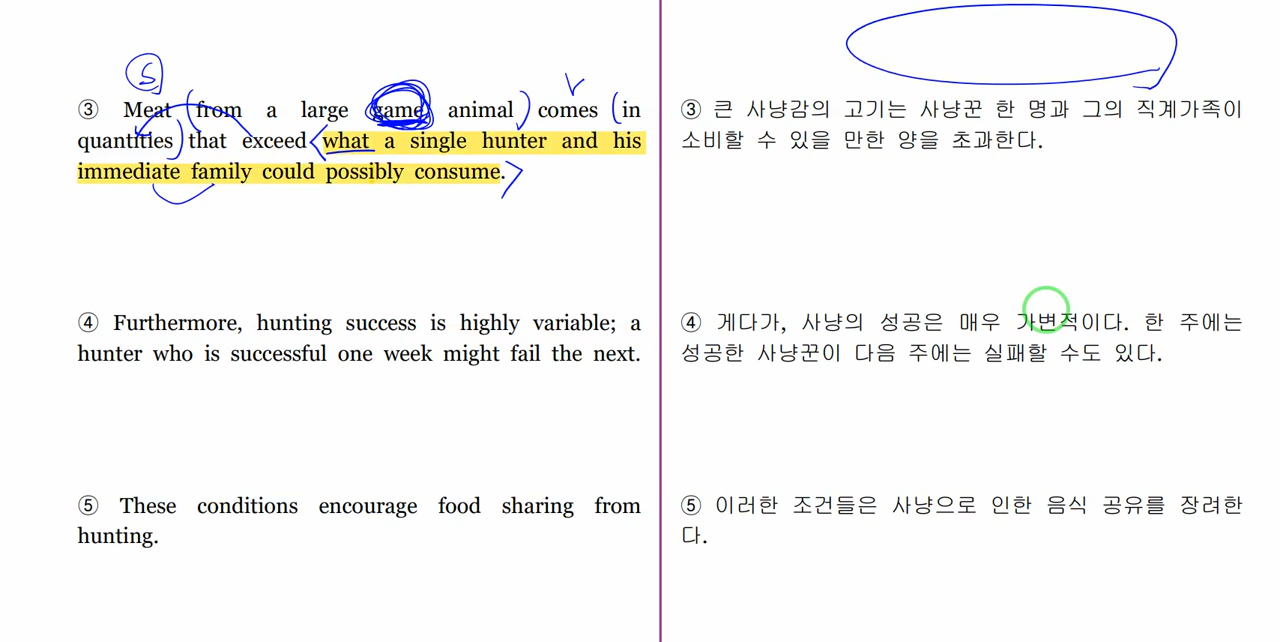 S
③ Meat from a large game animal comes in
quantities that exceed what a single hunter and his
immediate family could possibly consume.
④ Furthermore, hunting success is highly variable; a
hunter who is successful one week might fail the next.
⑤ These conditions encourage food sharing from
hunting.
③ 큰 사냥감의 고기는 사냥꾼 한 명과 그의 직계가족이
소비할 수 있을 만한 양을 초과한다.
④ 게다가, 사냥의 성공은 매우 가변적이다. 한 주에는
성공한 사냥꾼이 다음 주에는 실패할 수도 있다.
⑤ 이러한 조건들은 사냥으로 인한 음식 공유를 장려한
다.